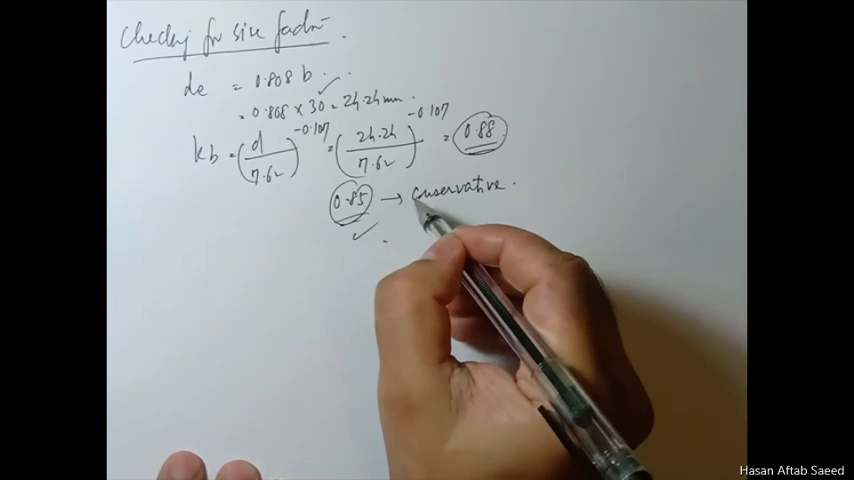 Checking for size factor.
de = 0.808 b.
= 0.808 × 30 = 24.24 mm.
kb = (d/7.62)^-0.107 = (24.24/7.62)^-0.107 = 0.88
0.85 → conservative.
Hasan Aftab Saeed